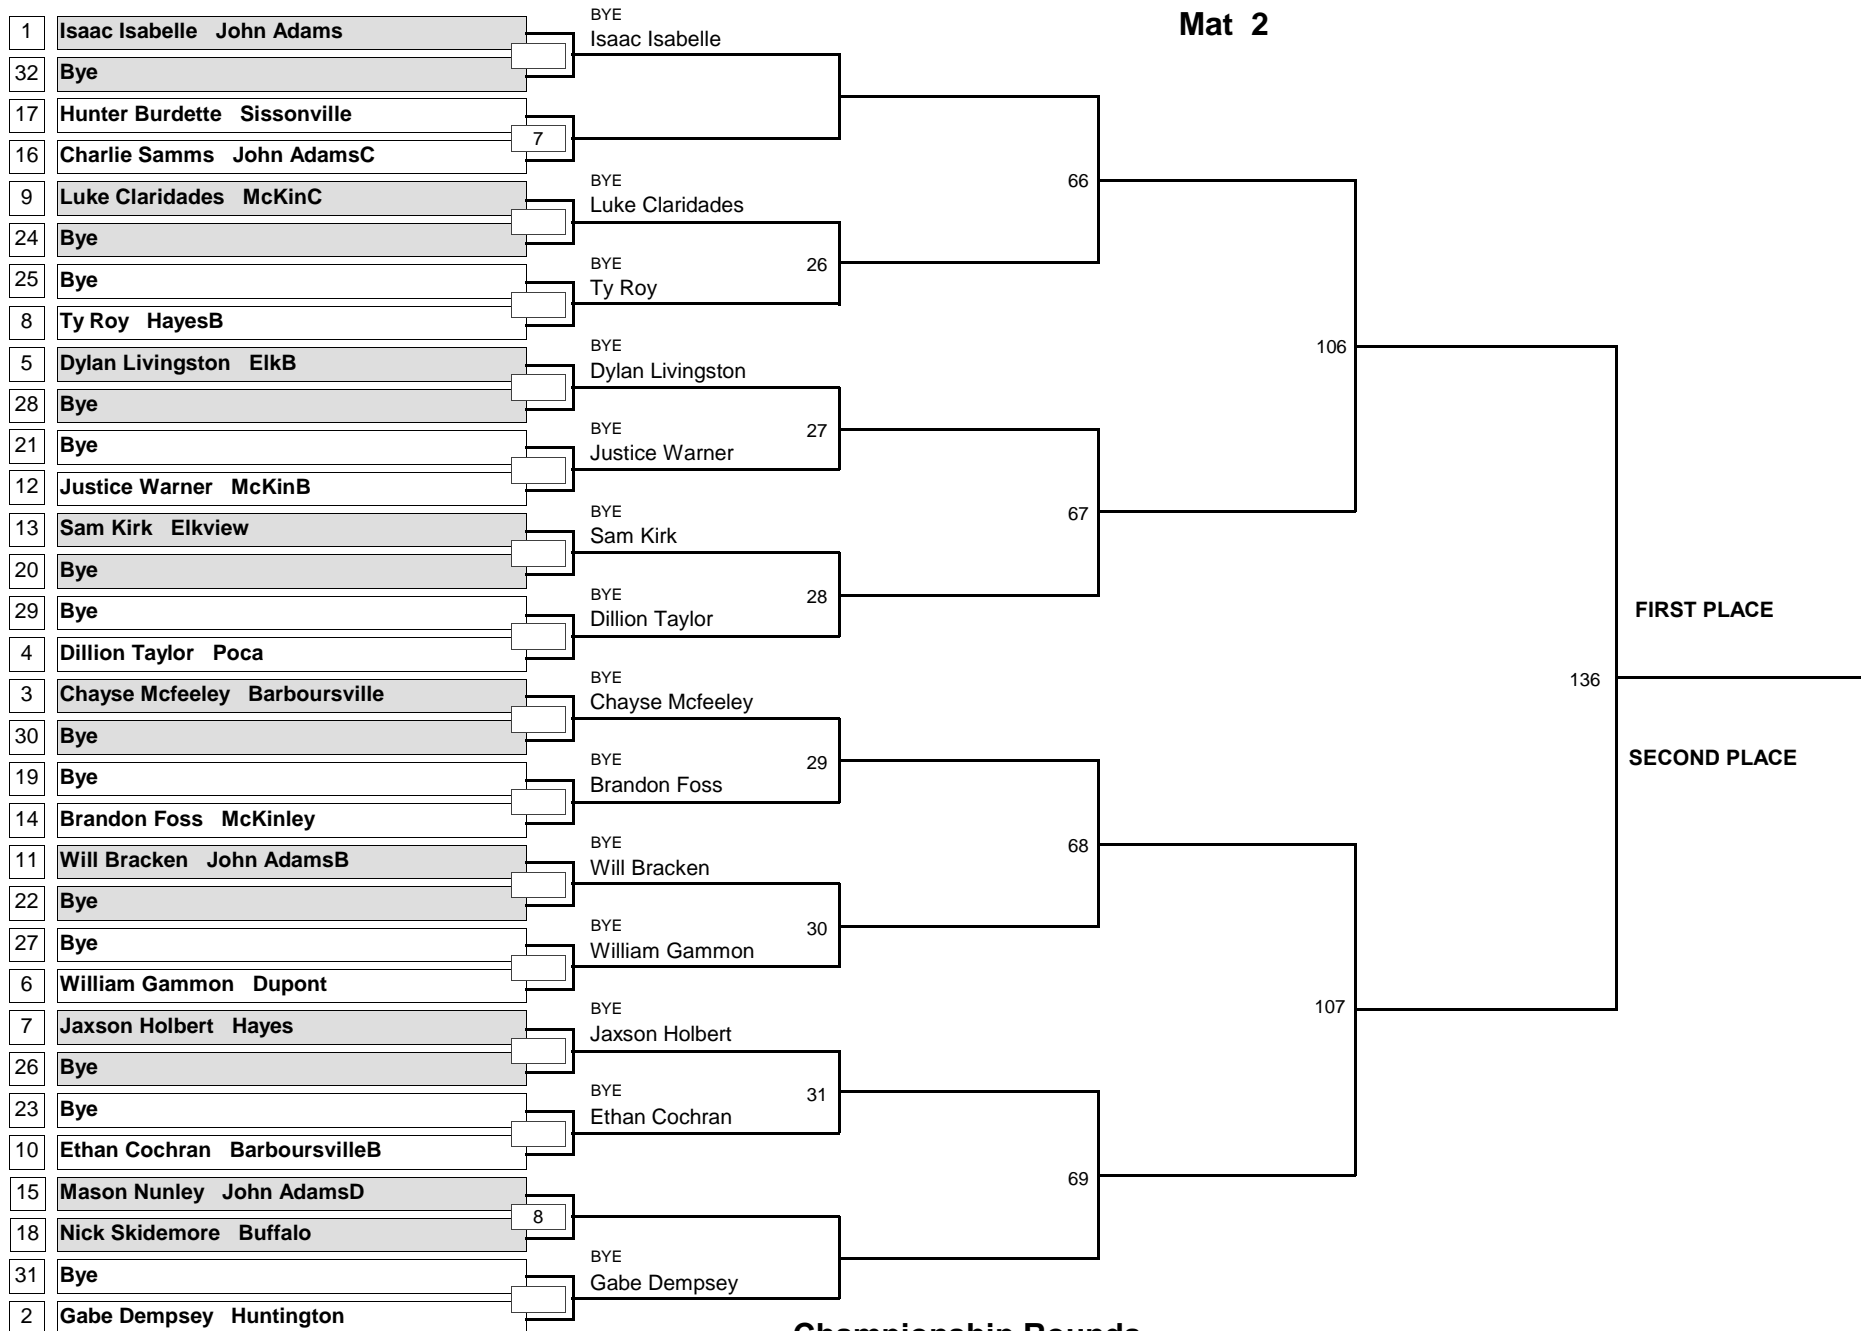 Mat 2
1 Isaac Isabelle John Adams
32 Bye
17 Hunter Burdette Sissonville
7
16 Charlie Samms John AdamsC
9 Luke Claridades McKinC
24 Bye
25 Bye
8 Ty Roy HayesB
5 Dylan Livingston ElkB
28 Bye
21 Bye
12 Justice Warner McKinB
13 Sam Kirk Elkview
20 Bye
29 Bye
4 Dillion Taylor Poca
3 Chayse Mcfeeley Barboursville
30 Bye
19 Bye
14 Brandon Foss McKinley
11 Will Bracken John AdamsB
22 Bye
27 Bye
6 William Gammon Dupont
7 Jaxson Holbert Hayes
26 Bye
23 Bye
10 Ethan Cochran BarboursvilleB
15 Mason Nunley John AdamsD
8
18 Nick Skidmore Buffalo
31 Bye
2 Gabe Dempsey Huntington
BYE
Isaac Isabelle
BYE
Luke Claridades
BYE
Ty Roy
BYE
Dylan Livingston
BYE
Justice Warner
BYE
Sam Kirk
BYE
Dillion Taylor
BYE
Chayse Mcfeeley
BYE
Brandon Foss
BYE
Will Bracken
BYE
William Gammon
BYE
Jaxson Holbert
BYE
Ethan Cochran
BYE
Gabe Dempsey
26
27
28
29
30
31
66
67
68
69
106
107
136
FIRST PLACE
SECOND PLACE
Championship Rounds